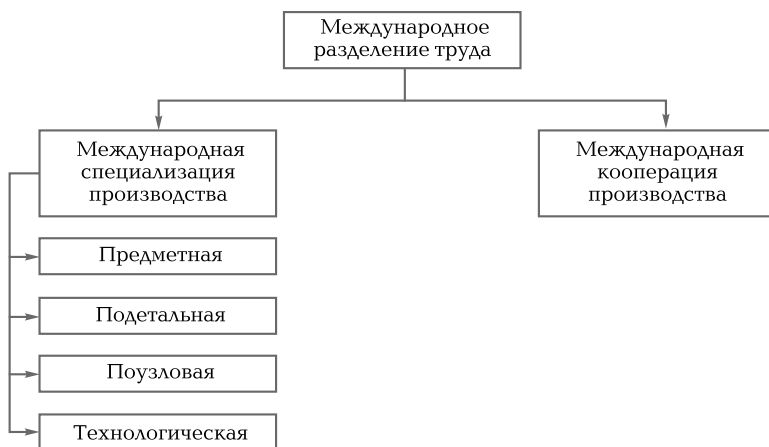 Международное
разделение труда
Международная
специализация
производства
Международная
кооперация
производства
Предметная
Подетальная
Поузловая
Технологическая